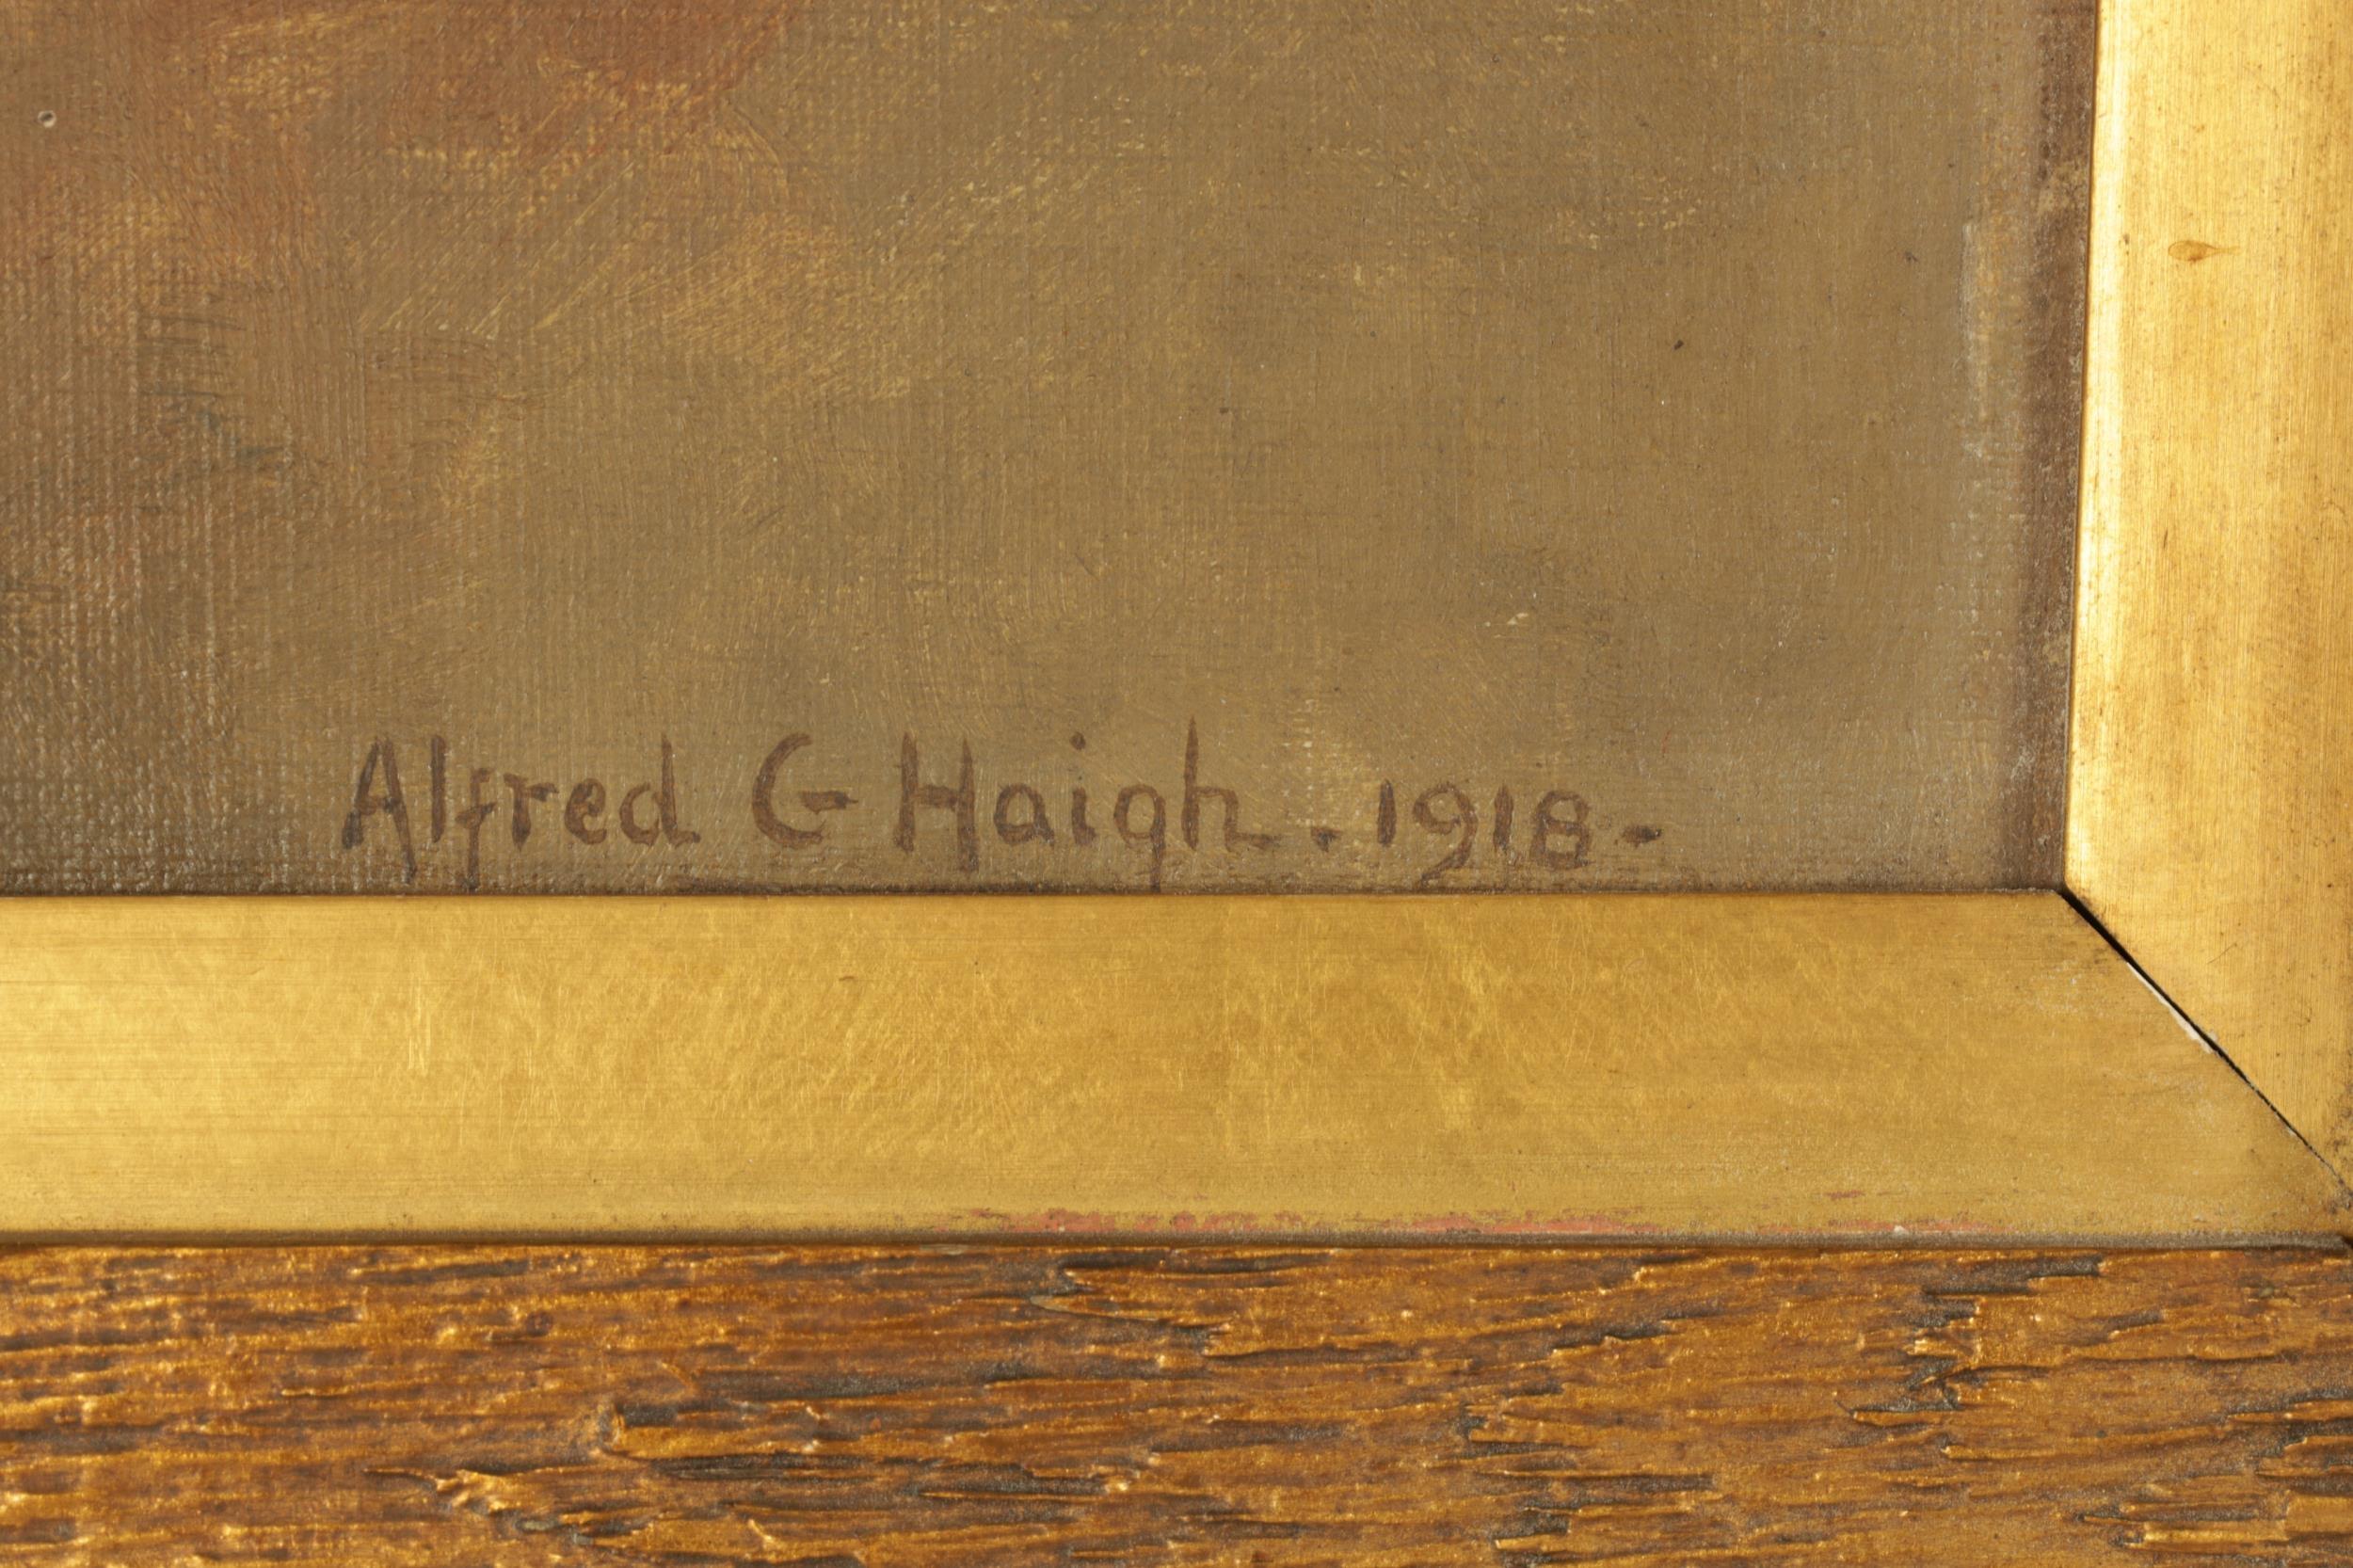 Alfred G Haigh . 1918-